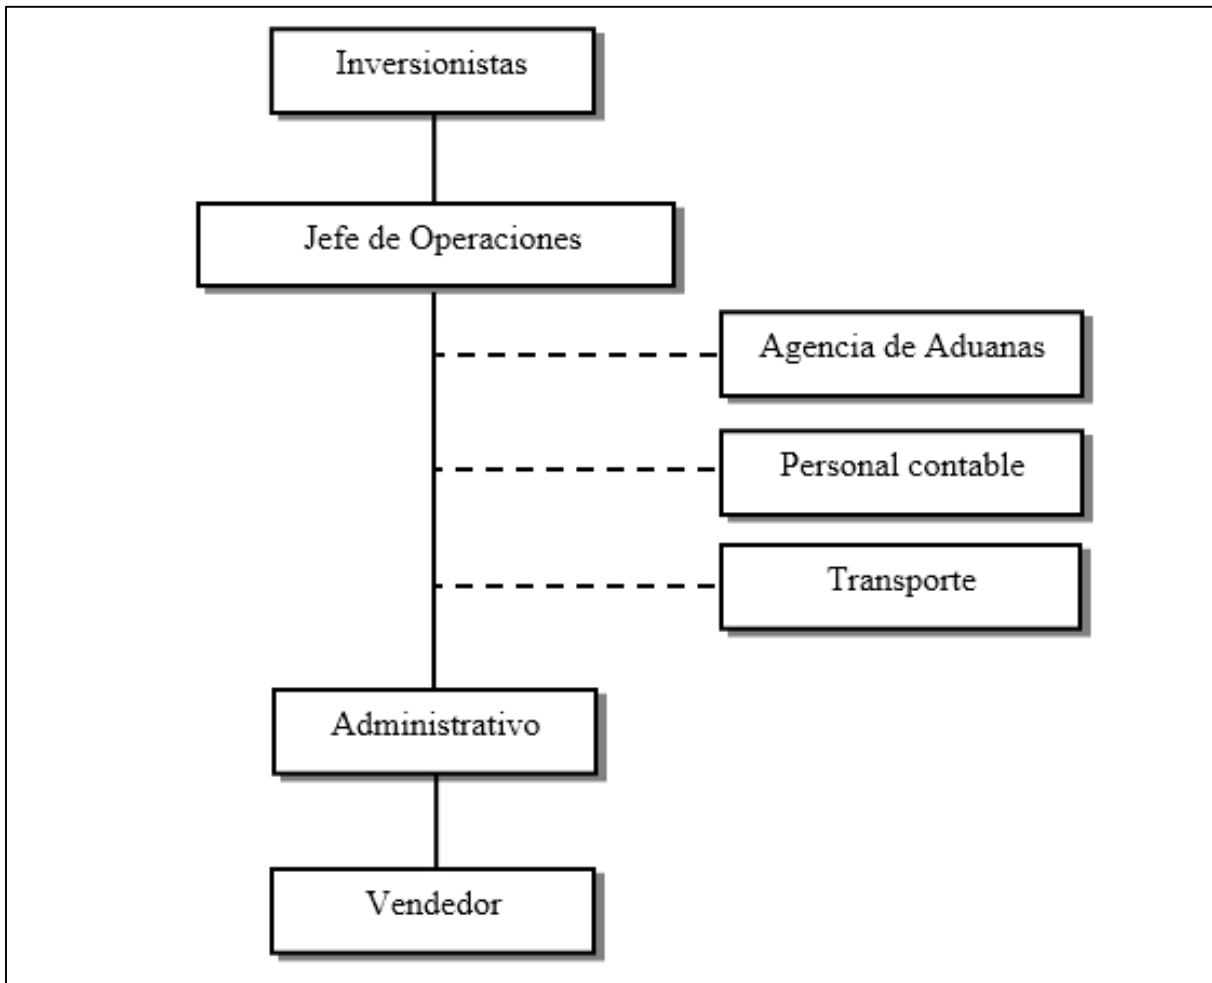 Inversionistas
Jefe de Operaciones
Agencia de Aduanas
Personal contable
Transporte
Administrativo
Vendedor